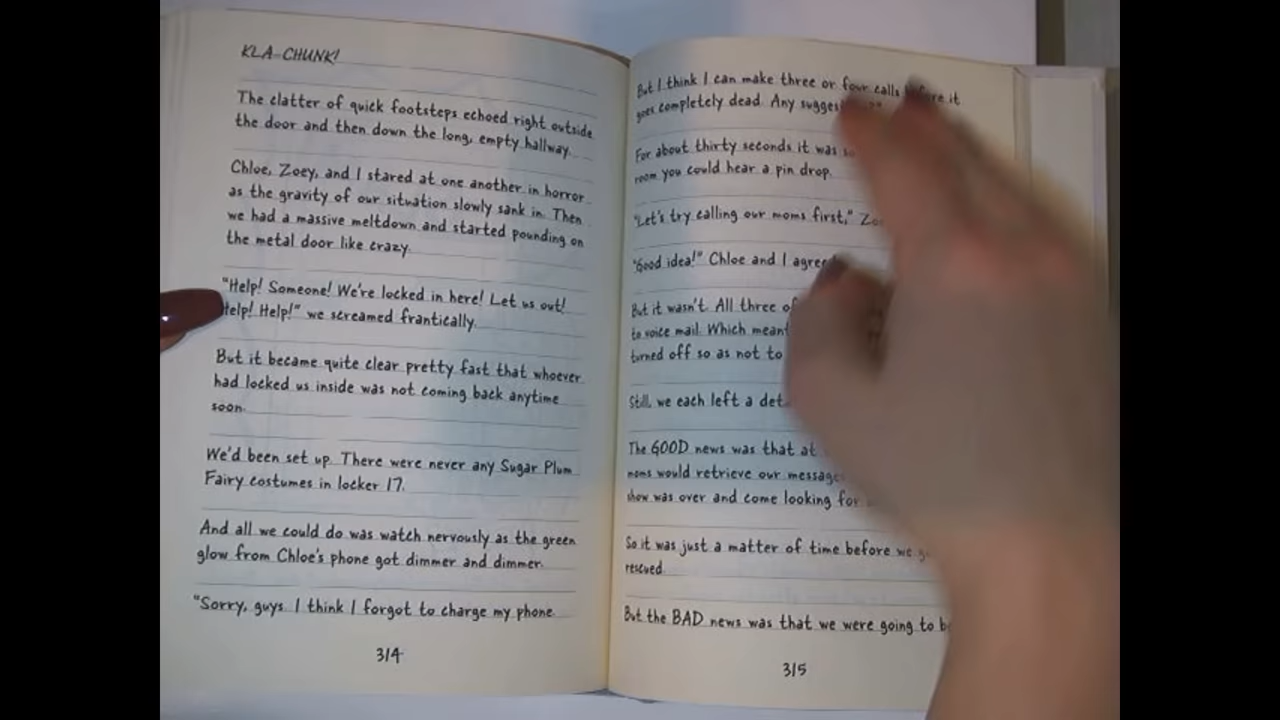 KLA-CHUNK!
The clatter of quick footsteps echoed right outside
the door and then down the long, empty hallway.
Chloe, Zoey, and I stared at one another in horror
as the gravity of our situation slowly sank in. Then
we had a massive meltdown and started pounding on
the metal door like crazy.
"Help! Someone! We're locked in here! Let us out!
Help! Help!" we screamed frantically.
But it became quite clear pretty fast that whoever
had locked us inside was not coming back anytime
soon.
We'd been set up. There were never any Sugar Plum
Fairy costumes in locker 17.
And all we could do was watch nervously as the green
glow from Chloe's phone got dimmer and dimmer.
"Sorry, guys. I think I forgot to charge my phone.
314
But I think I can make three or four calls before it
goes completely dead. Any
For about thirty seconds it was
room you could hear a pin drop.
"Let's try calling our moms first,"
"Good idea!" Chloe and I
But it wasn't. All three
to voice mail. Which meant
turned off so as not to
Still, we each left a
The GOOD news was that at
moms would retrieve our
show was over and come looking for
So it was just a matter of time before we
rescued.
But the BAD news was that we were going to
315